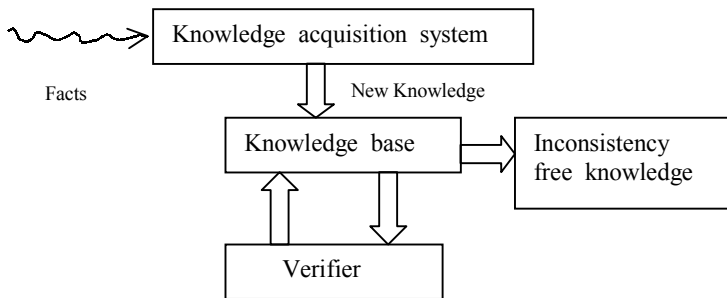 Knowledge acquisition system
Facts
New Knowledge
Knowledge base
Inconsistency
free knowledge
Verifier